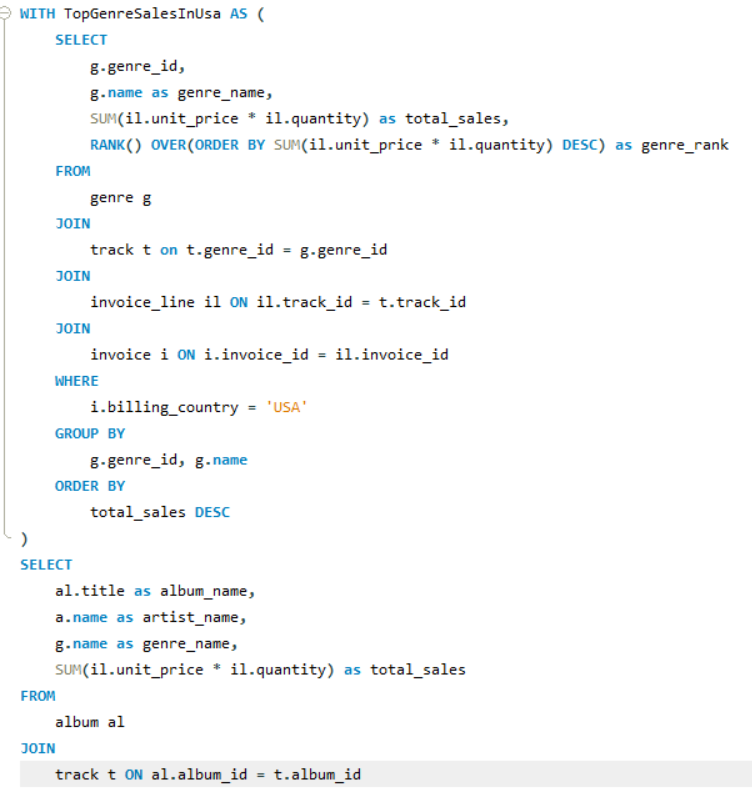 WITH TopGenreSalesInUsa AS (
    SELECT
        g.genre_id,
        g.name as genre_name,
        SUM(il.unit_price * il.quantity) as total_sales,
        RANK() OVER(ORDER BY SUM(il.unit_price * il.quantity) DESC) as genre_rank
    FROM
        genre g
    JOIN
        track t on t.genre_id = g.genre_id
    JOIN
        invoice_line il ON il.track_id = t.track_id
    JOIN
        invoice i ON i.invoice_id = il.invoice_id
    WHERE
        i.billing_country = 'USA'
    GROUP BY
        g.genre_id, g.name
    ORDER BY
        total_sales DESC
)
SELECT
    al.title as album_name,
    a.name as artist_name,
    g.name as genre_name,
    SUM(il.unit_price * il.quantity) as total_sales
FROM
    album al
JOIN
    track t ON al.album_id = t.album_id